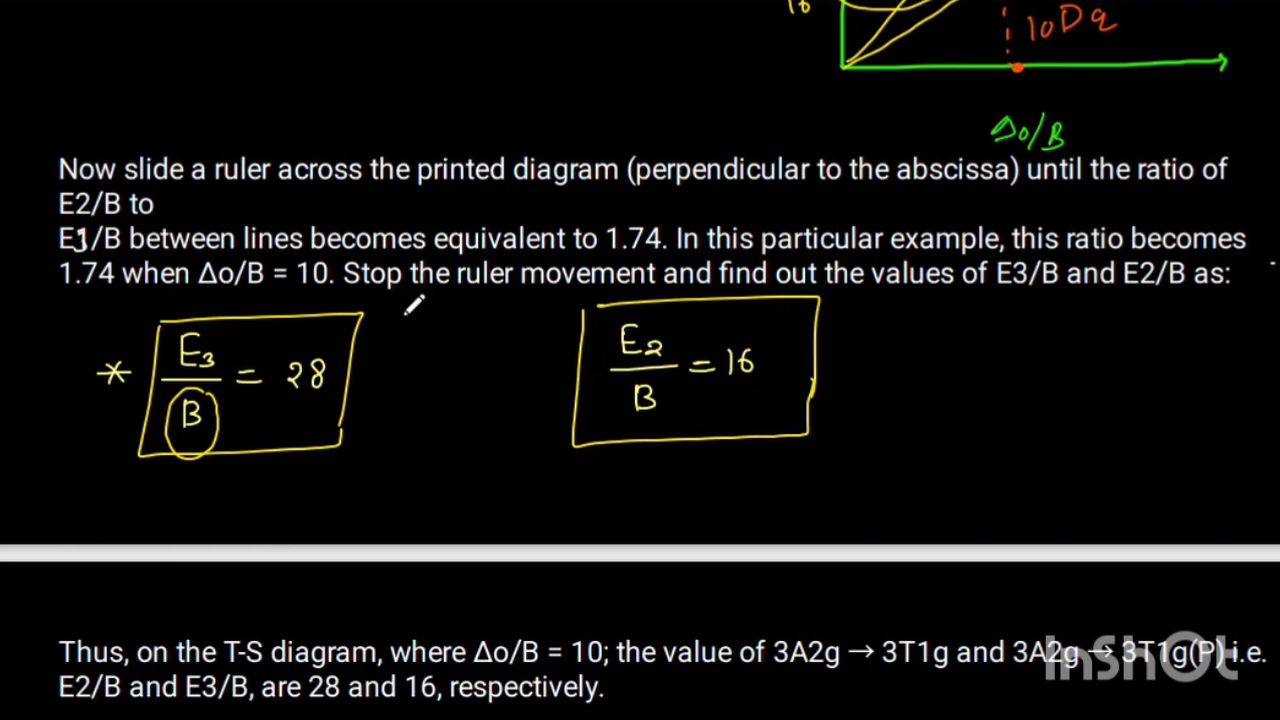 16
10Dq
Δo/B
Now slide a ruler across the printed diagram (perpendicular to the abscissa) until the ratio of
E2/B to
E1/B between lines becomes equivalent to 1.74. In this particular example, this ratio becomes
1.74 when Δo/B = 10. Stop the ruler movement and find out the values of E3/B and E2/B as:
* E3/B = 28
E2/B = 16
Thus, on the T-S diagram, where Δo/B = 10; the value of 3A2g → 3T1g and 3A2g → 3T1g(P) i.e.
E2/B and E3/B, are 28 and 16, respectively.
InShot